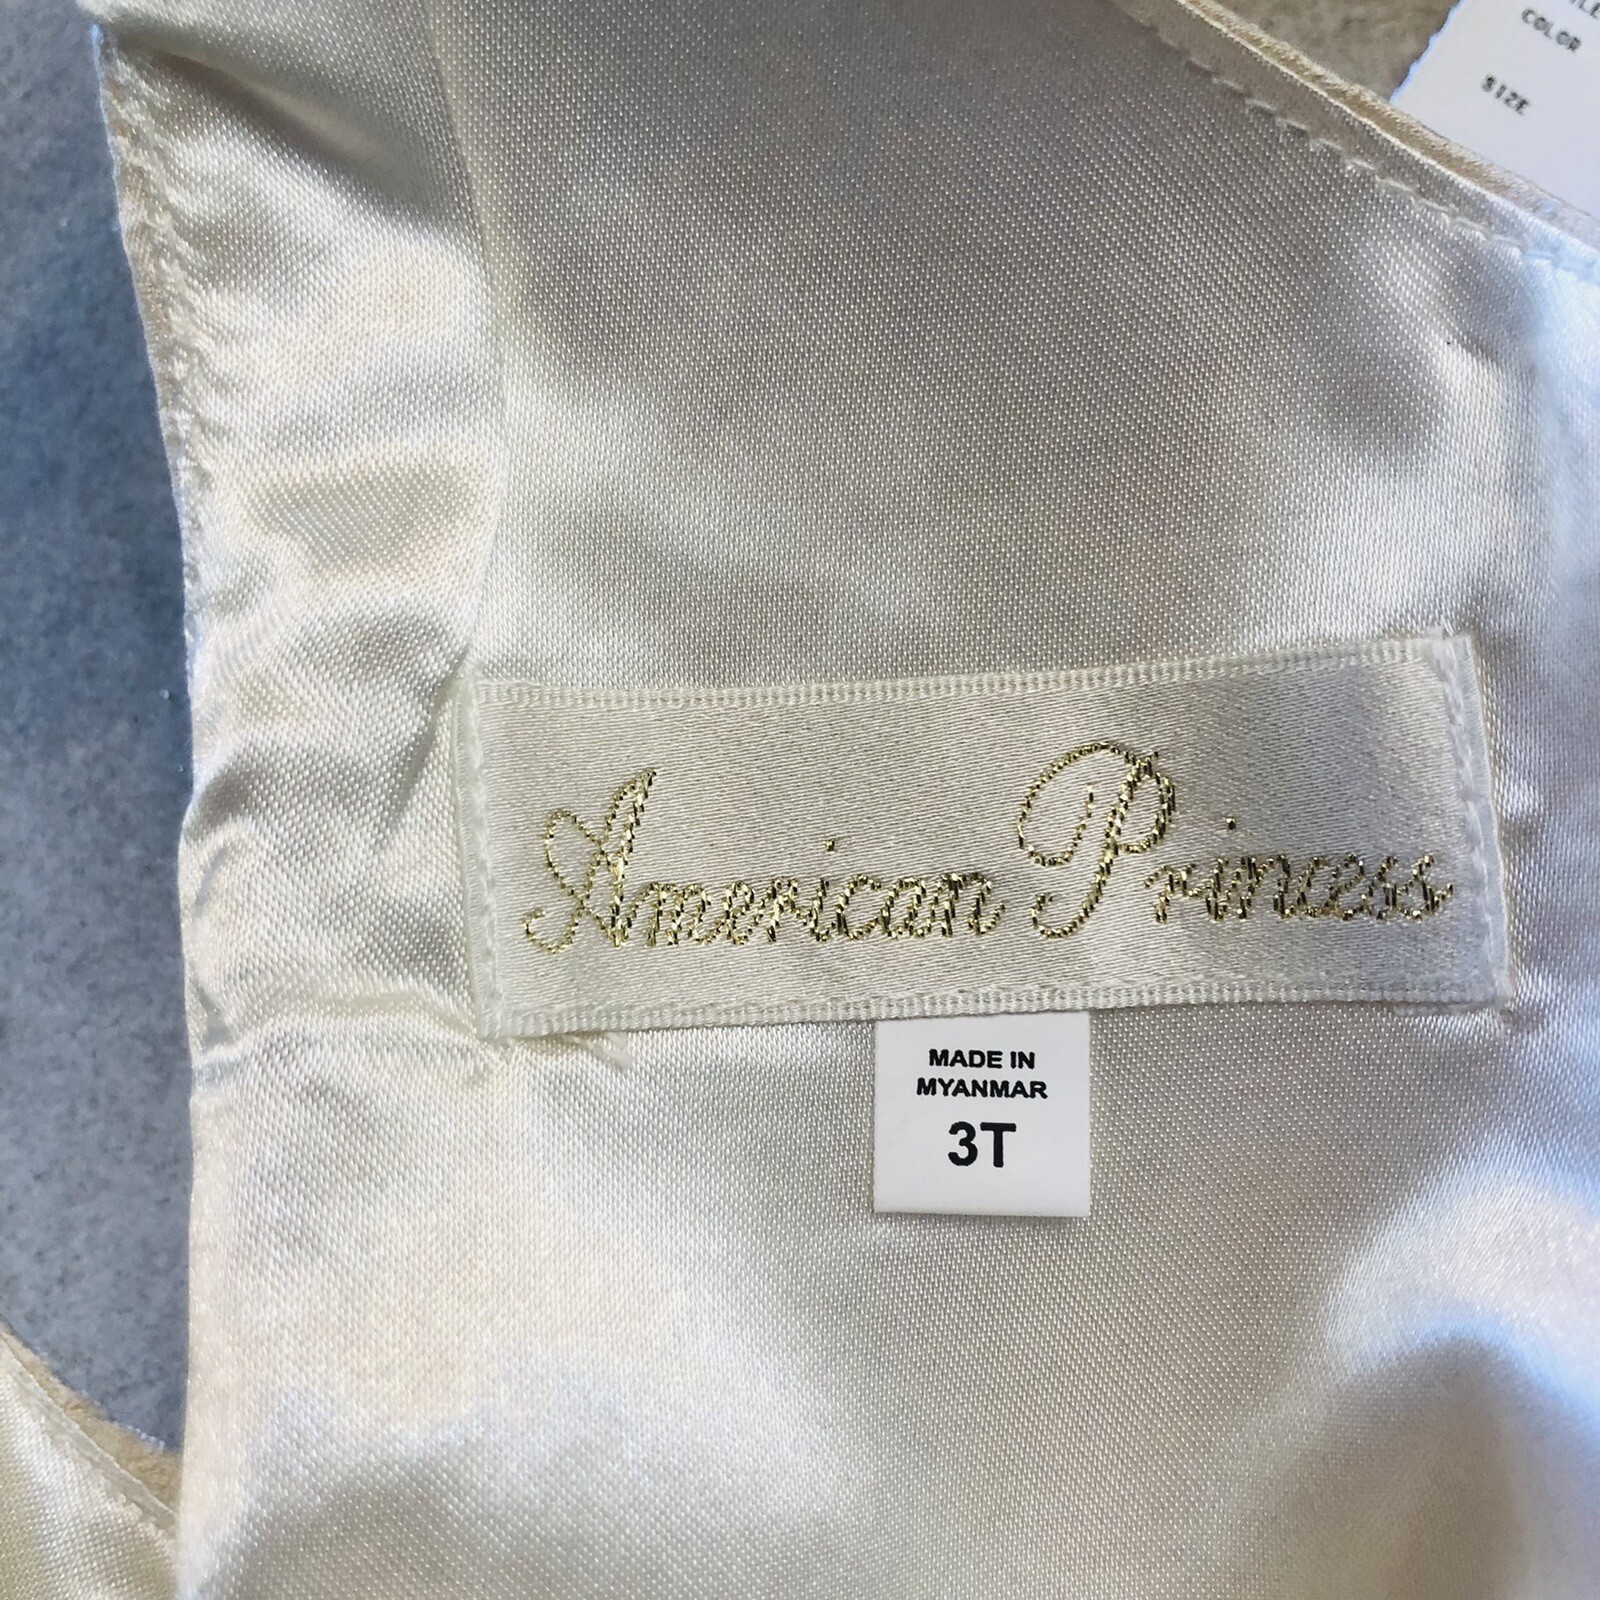 COLOR
SIZE
American Princess
MADE IN
MYANMAR
3T